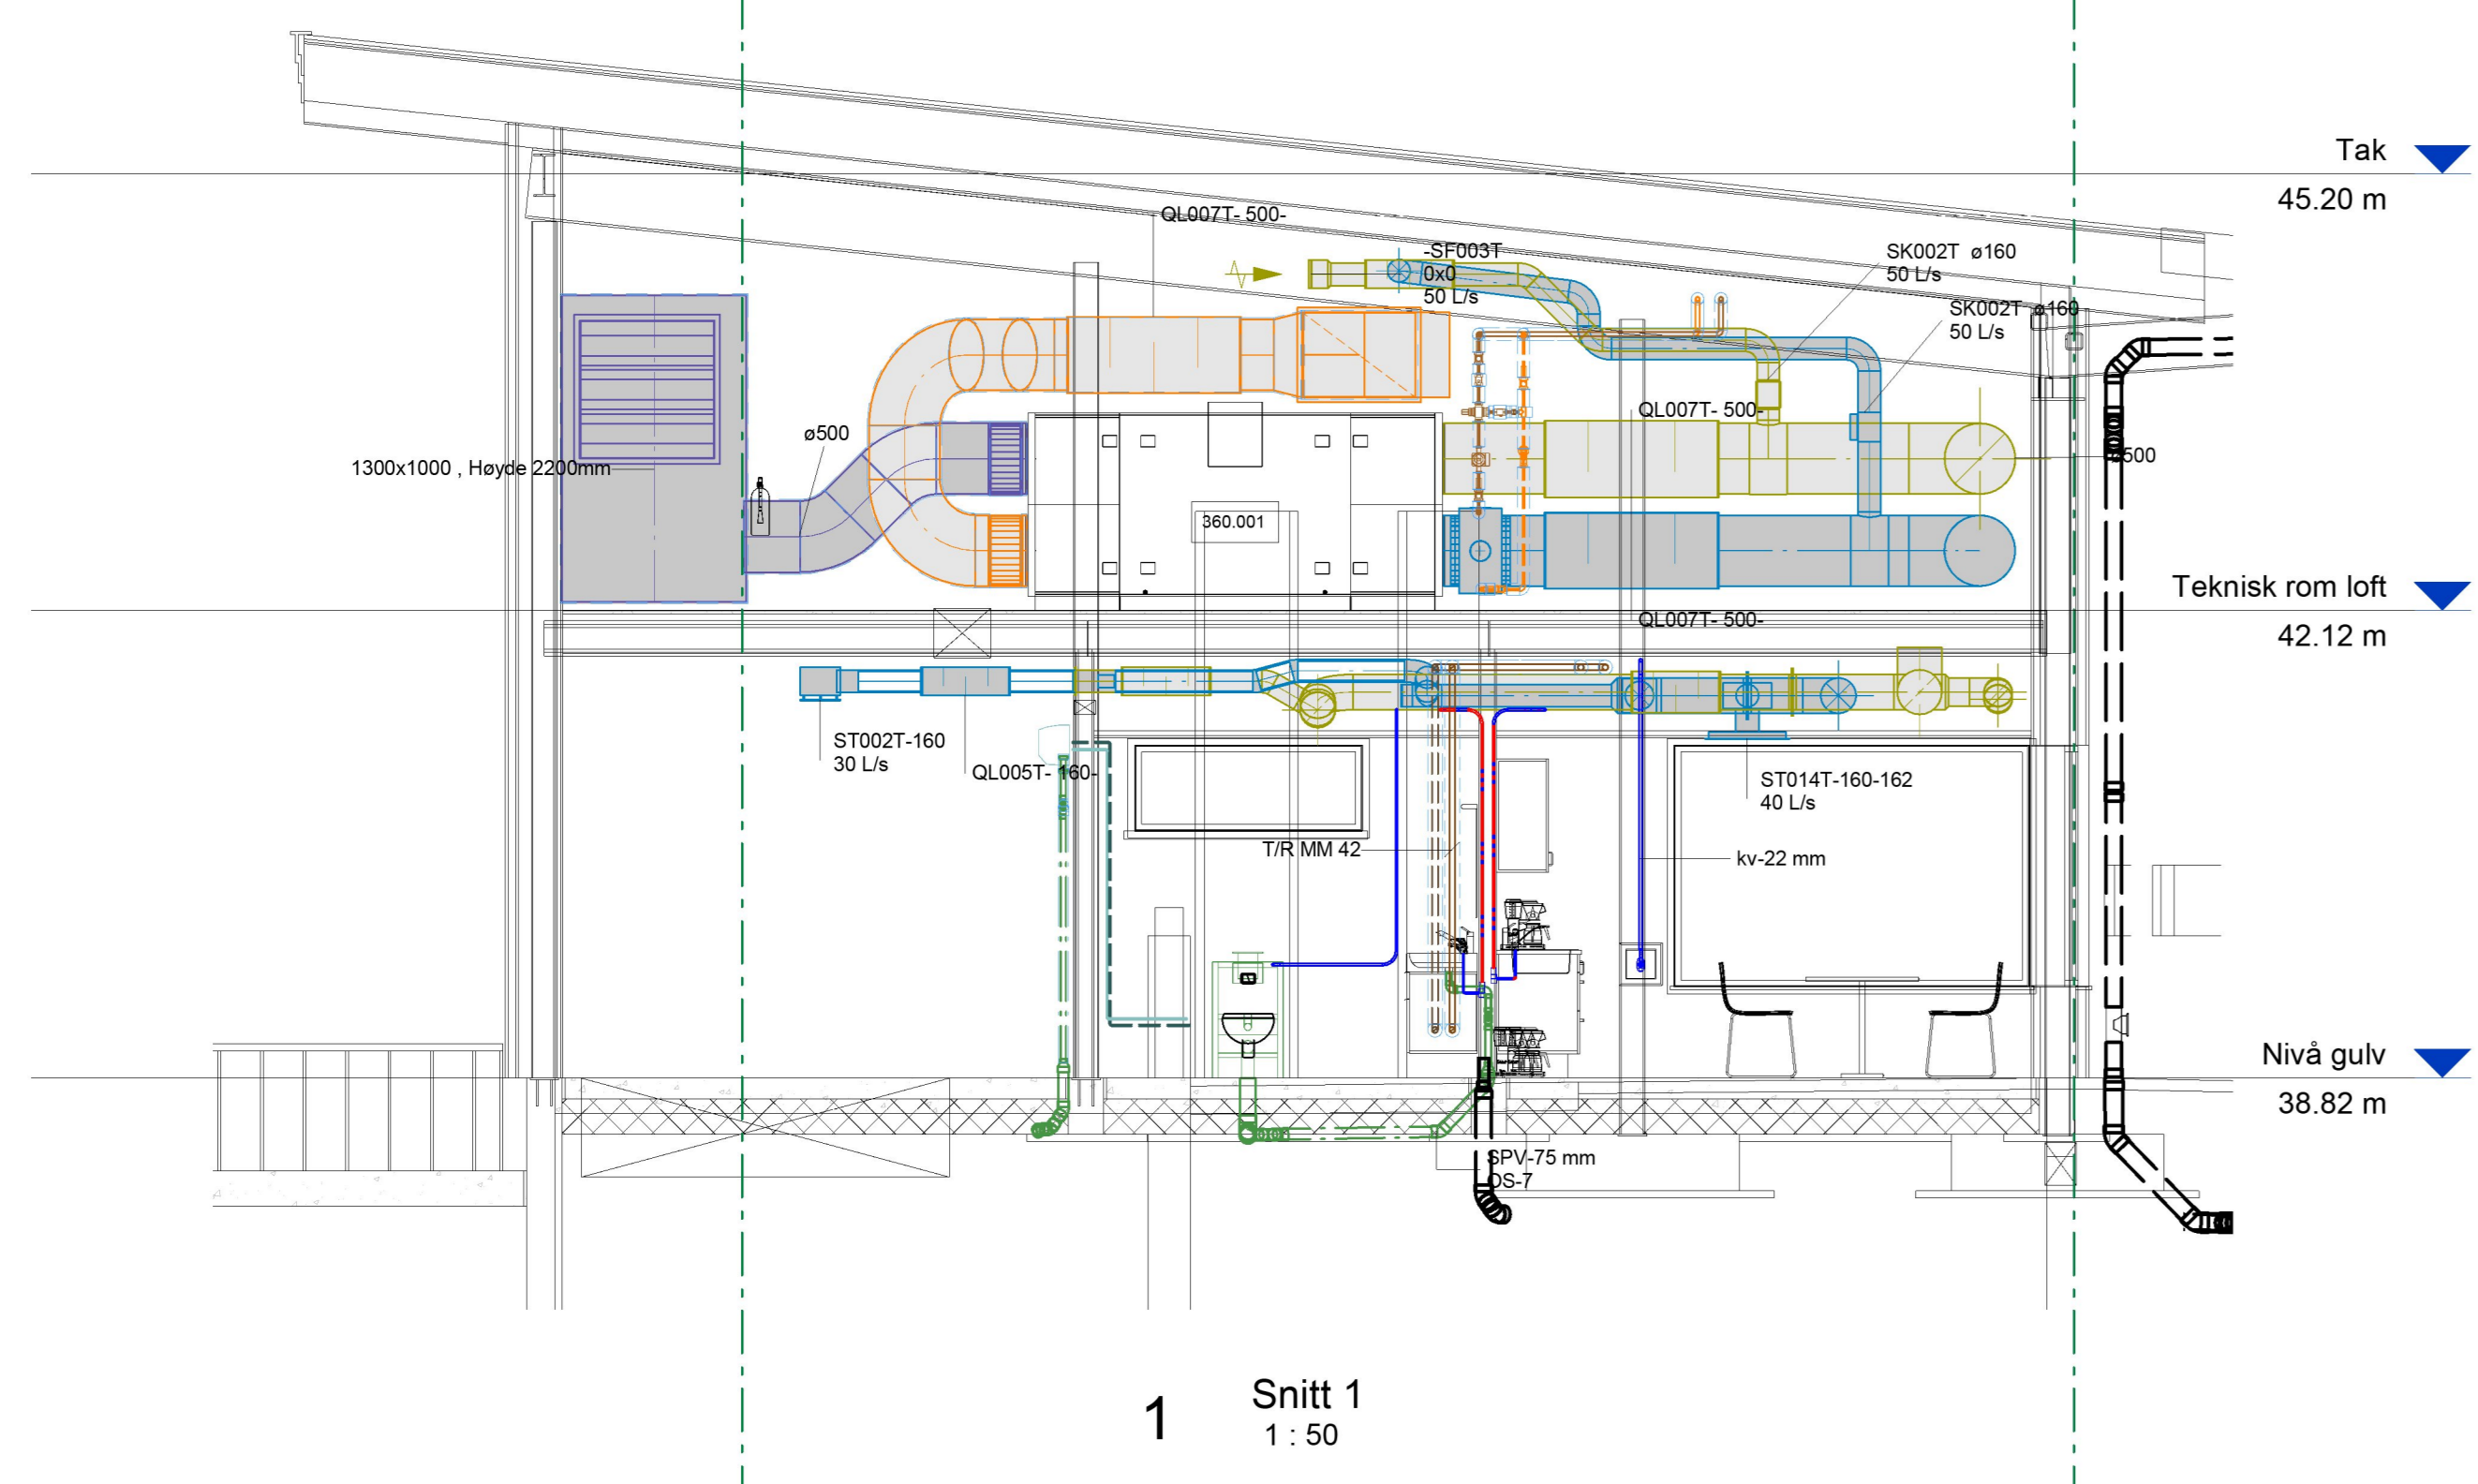 Tak
45.20 m
QL007T- 500-
-SF003T
0x0
50 L/s
SK002T ø160
50 L/s
SK002T ø160
50 L/s
QL007T- 500-
ø500
ø500
1300x1000 , Høyde 2200mm
360.001
Teknisk rom loft
42.12 m
QL007T- 500-
ST002T-160
30 L/s
QL005T- 160-
ST014T-160-162
40 L/s
T/R MM 42
kv-22 mm
Nivå gulv
38.82 m
SPV-75 mm
OS-7
1
Snitt 1
1 : 50